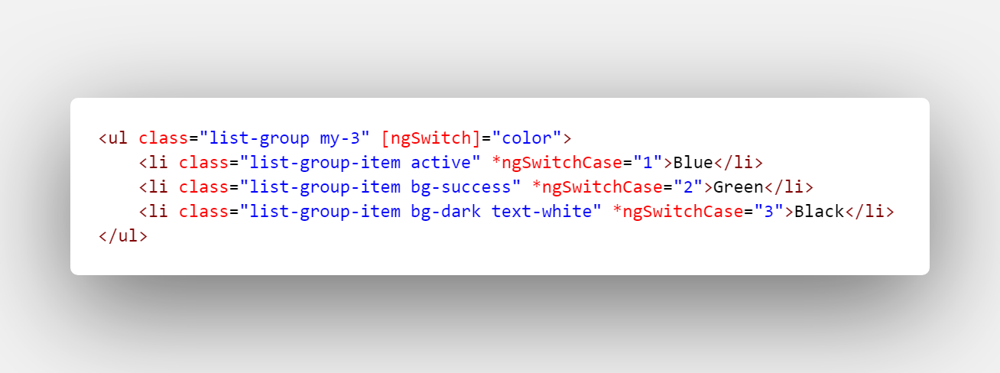 <ul class="list-group my-3" [ngSwitch]="color">
    <li class="list-group-item active" *ngSwitchCase="1">Blue</li>
    <li class="list-group-item bg-success" *ngSwitchCase="2">Green</li>
    <li class="list-group-item bg-dark text-white" *ngSwitchCase="3">Black</li>
</ul>